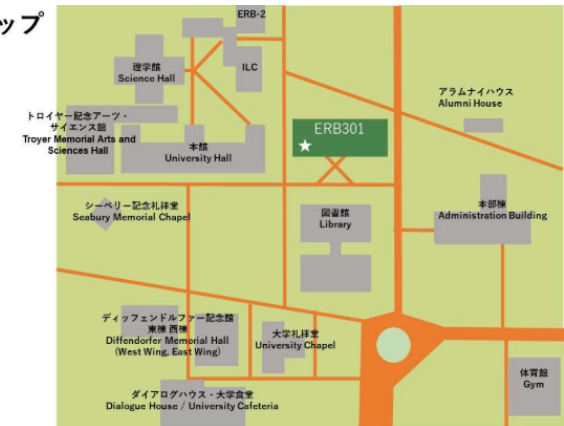 ップ
ERB-2
理学館
Science Hall
ILC
アラムナイハウス
Alumni House
トロイヤー記念アーツ・
サイエンス館
Troyer Memorial Arts and
Sciences Hall
ERB301
本館
University Hall
シーベリー記念礼拝堂
Seabury Memorial Chapel
図書館
Library
本部棟
Administration Building
ディッフェンドルファー記念館
東棟 西棟
Diffendorfer Memorial Hall
(West Wing, East Wing)
大学礼拝堂
University Chapel
体育館
Gym
ダイアログハウス・大学食堂
Dialogue House / University Cafeteria